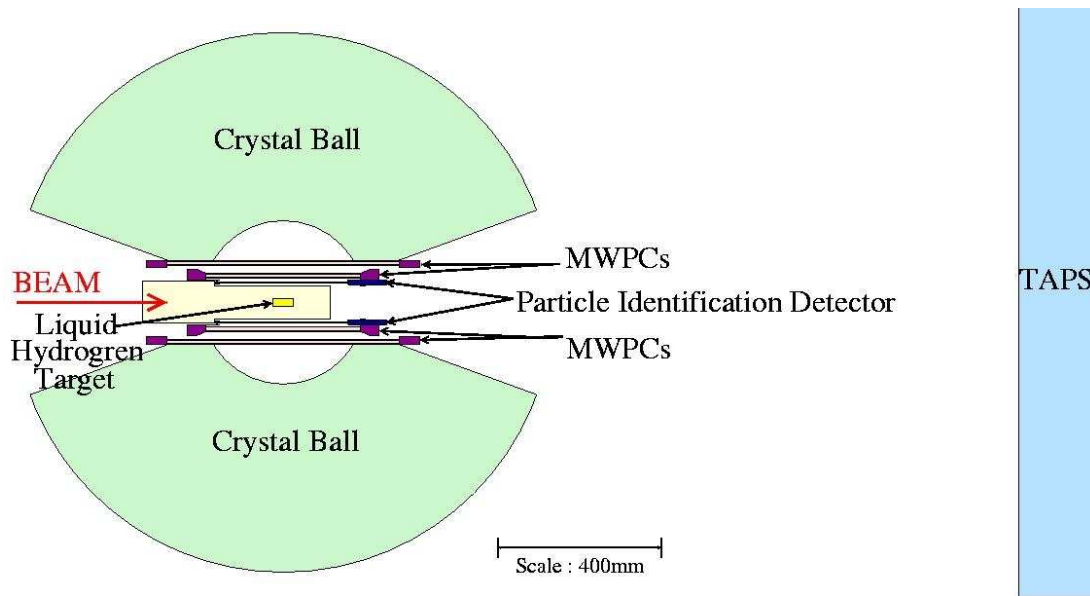 Crystal Ball
MWPCs
BEAM
TAPS
Particle Identification Detector
Liquid
Hydrogren
Target
MWPCs
Crystal Ball
Scale : 400mm